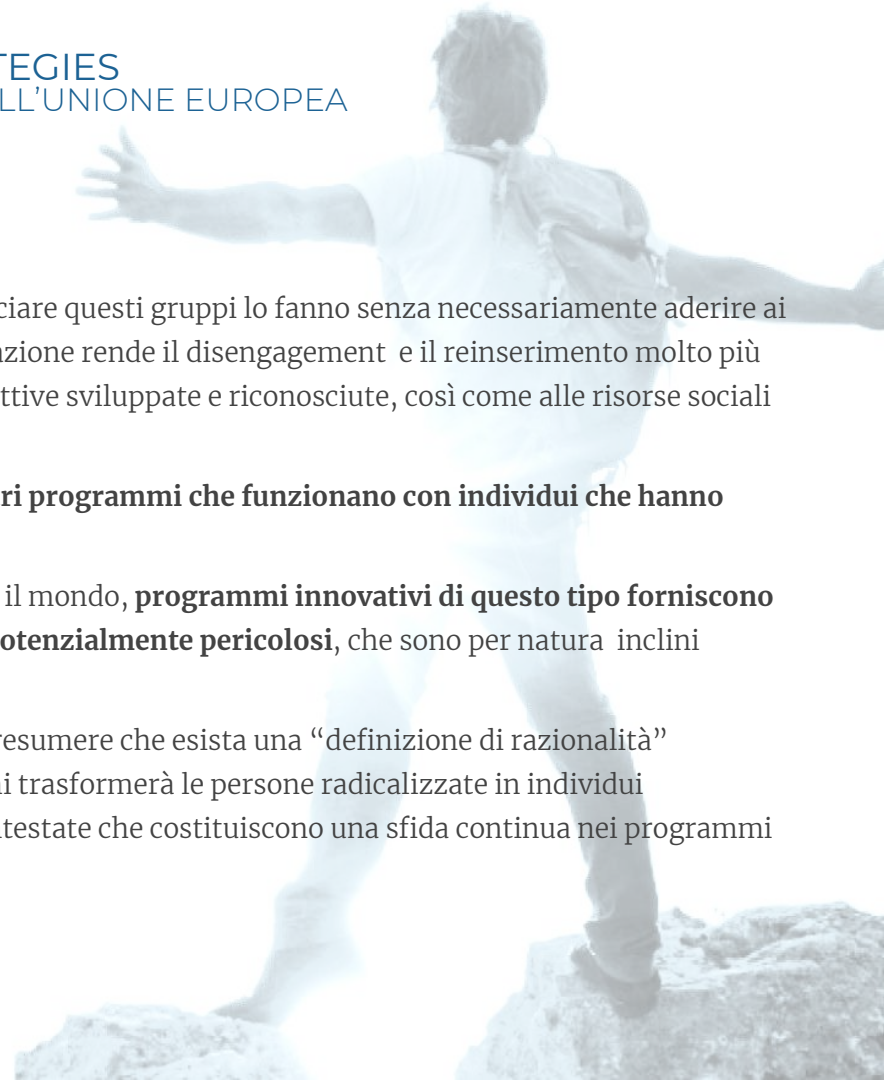 TEGIES
LL’UNIONE EUROPEA
ciare questi gruppi lo fanno senza necessariamente aderire ai
azione rende il disengagement e il reinserimento molto più
ttive sviluppate e riconosciute, così come alle risorse sociali
ri programmi che funzionano con individui che hanno
il mondo, programmi innovativi di questo tipo forniscono
otenzialmente pericolosi, che sono per natura inclini
resumere che esista una “definizione di razionalità”
ni trasformerà le persone radicalizzate in individui
ntestate che costituiscono una sfida continua nei programmi